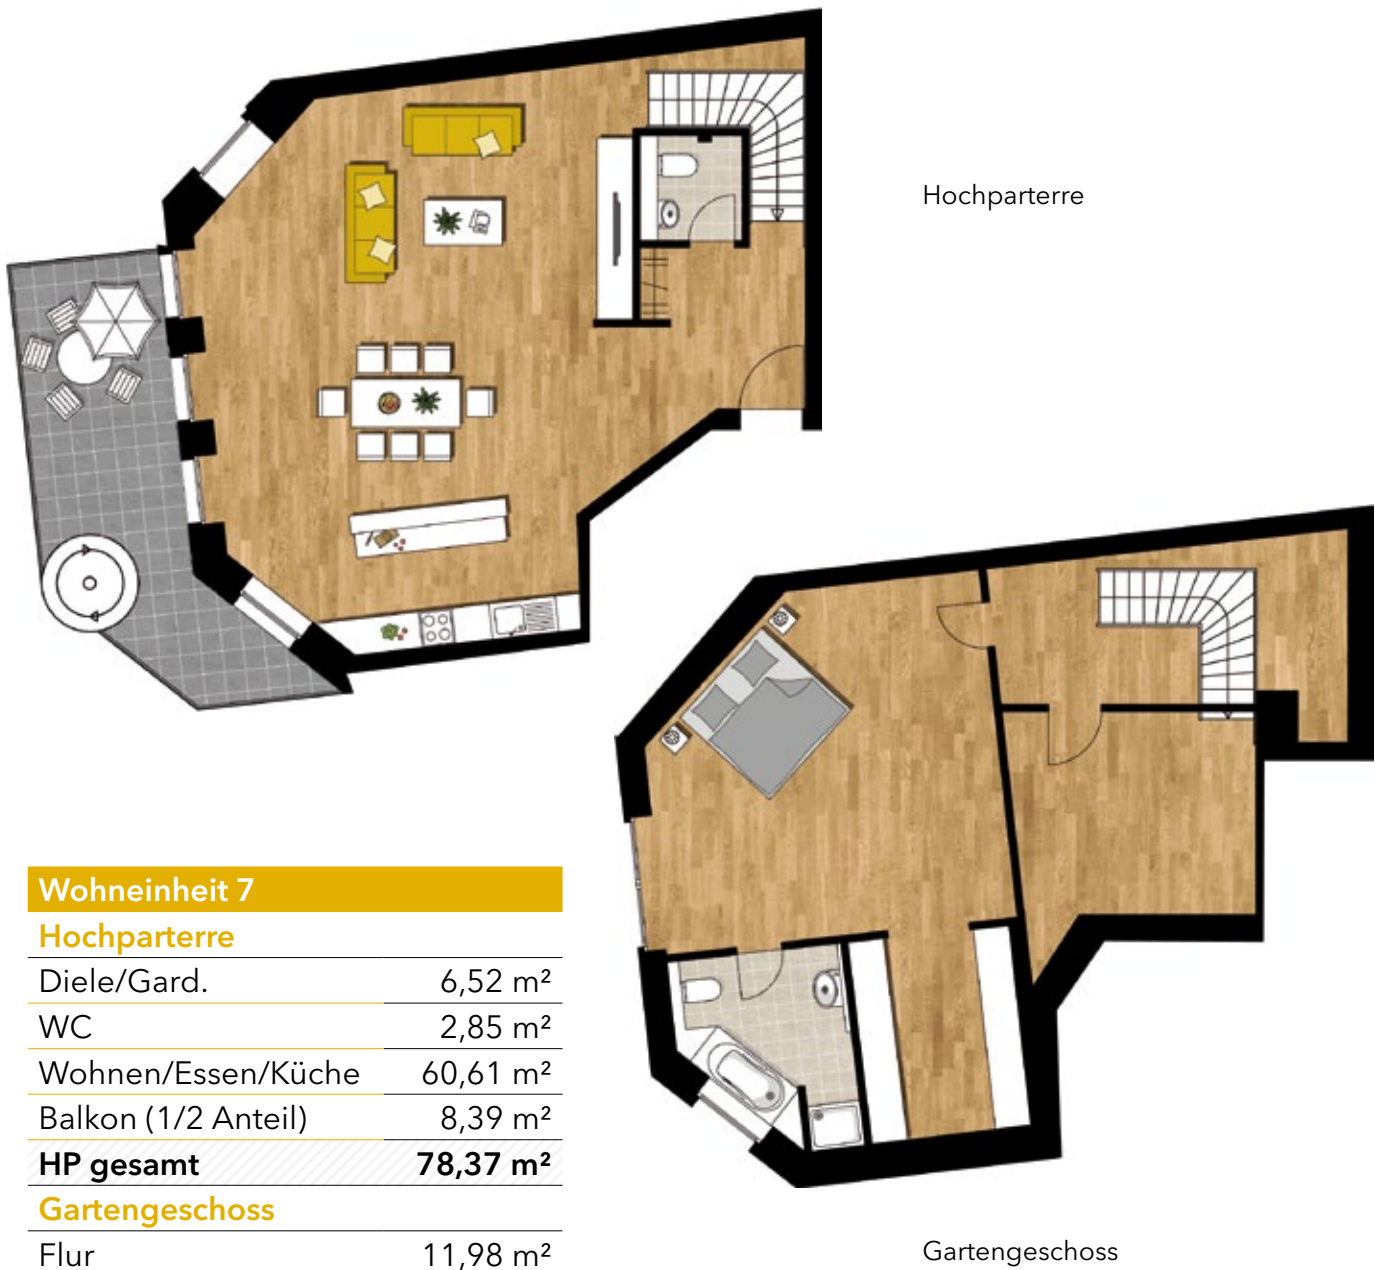 Hochparterre
Wohneinheit 7
Hochparterre
Diele/Gard. 6,52 m²
WC 2,85 m²
Wohnen/Essen/Küche 60,61 m²
Balkon (1/2 Anteil) 8,39 m²
HP gesamt 78,37 m²
Gartengeschoss
Flur 11,98 m²
Gartengeschoss